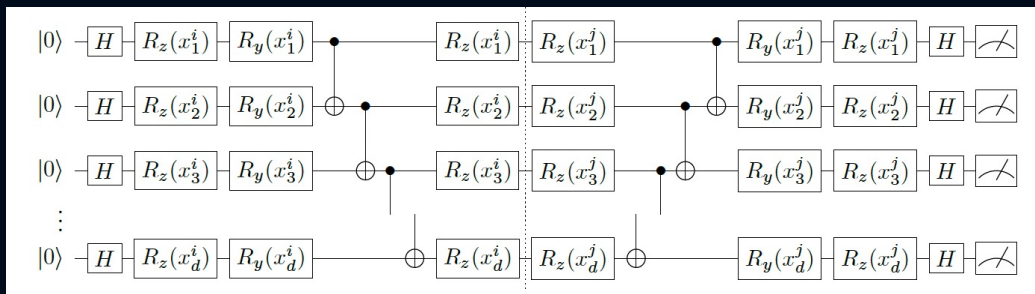 |0⟩ H R_z(x_1^i) R_y(x_1^i) R_z(x_1^i) R_z(x_1^j) R_y(x_1^j) R_z(x_1^j) H
|0⟩ H R_z(x_2^i) R_y(x_2^i) R_z(x_2^i) R_z(x_2^j) R_y(x_2^j) R_z(x_2^j) H
|0⟩ H R_z(x_3^i) R_y(x_3^i) R_z(x_3^i) R_z(x_3^j) R_y(x_3^j) R_z(x_3^j) H
⋮
|0⟩ H R_z(x_d^i) R_y(x_d^i) R_z(x_d^i) R_z(x_d^j) R_y(x_d^j) R_z(x_d^j) H